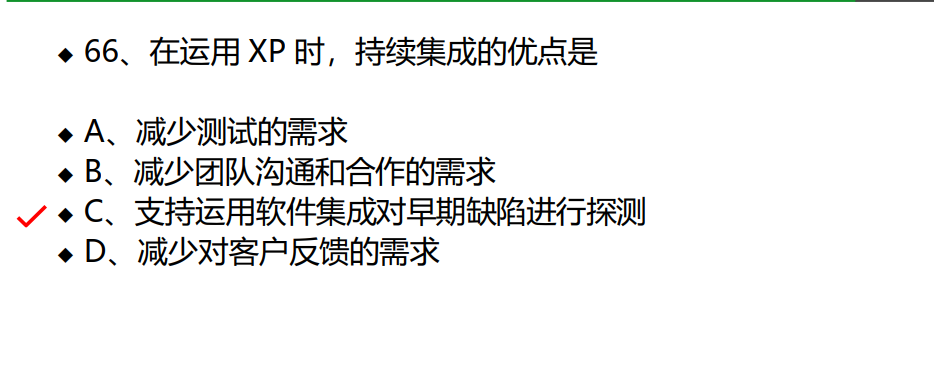 ◆ 66、在运用 XP 时，持续集成的优点是
◆ A、减少测试的需求
◆ B、减少团队沟通和合作的需求
◆ C、支持运用软件集成对早期缺陷进行探测
◆ D、减少对客户反馈的需求